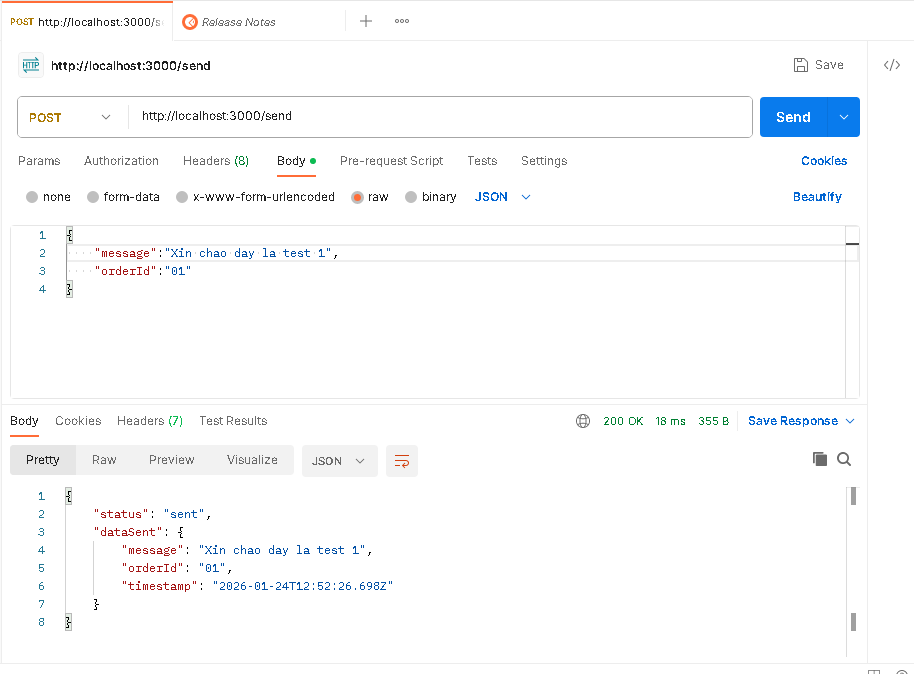 POST http://localhost:3000/se
Release Notes
HTTP http://localhost:3000/send
Save
POST http://localhost:3000/send
Send
Params Authorization Headers (8) Body Pre-request Script Tests Settings
Cookies
none form-data x-www-form-urlencoded raw binary JSON
Beautify
1 {
2 "message":"Xin chao day la test 1",
3 "orderId":"01"
4 }
Body Cookies Headers (7) Test Results
200 OK 18 ms 355 B Save Response
Pretty Raw Preview Visualize JSON
1 {
2 "status": "sent",
3 "dataSent": {
4 "message": "Xin chao day la test 1",
5 "orderId": "01",
6 "timestamp": "2026-01-24T12:52:26.698Z"
7 }
8 }